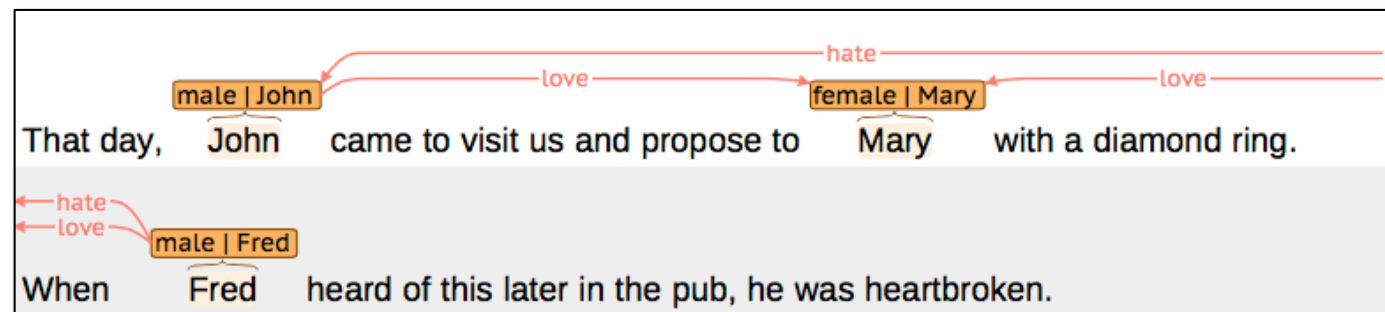 hate
love love
male | John female | Mary
That day, John came to visit us and propose to Mary with a diamond ring.
hate
love
male | Fred
When Fred heard of this later in the pub, he was heartbroken.